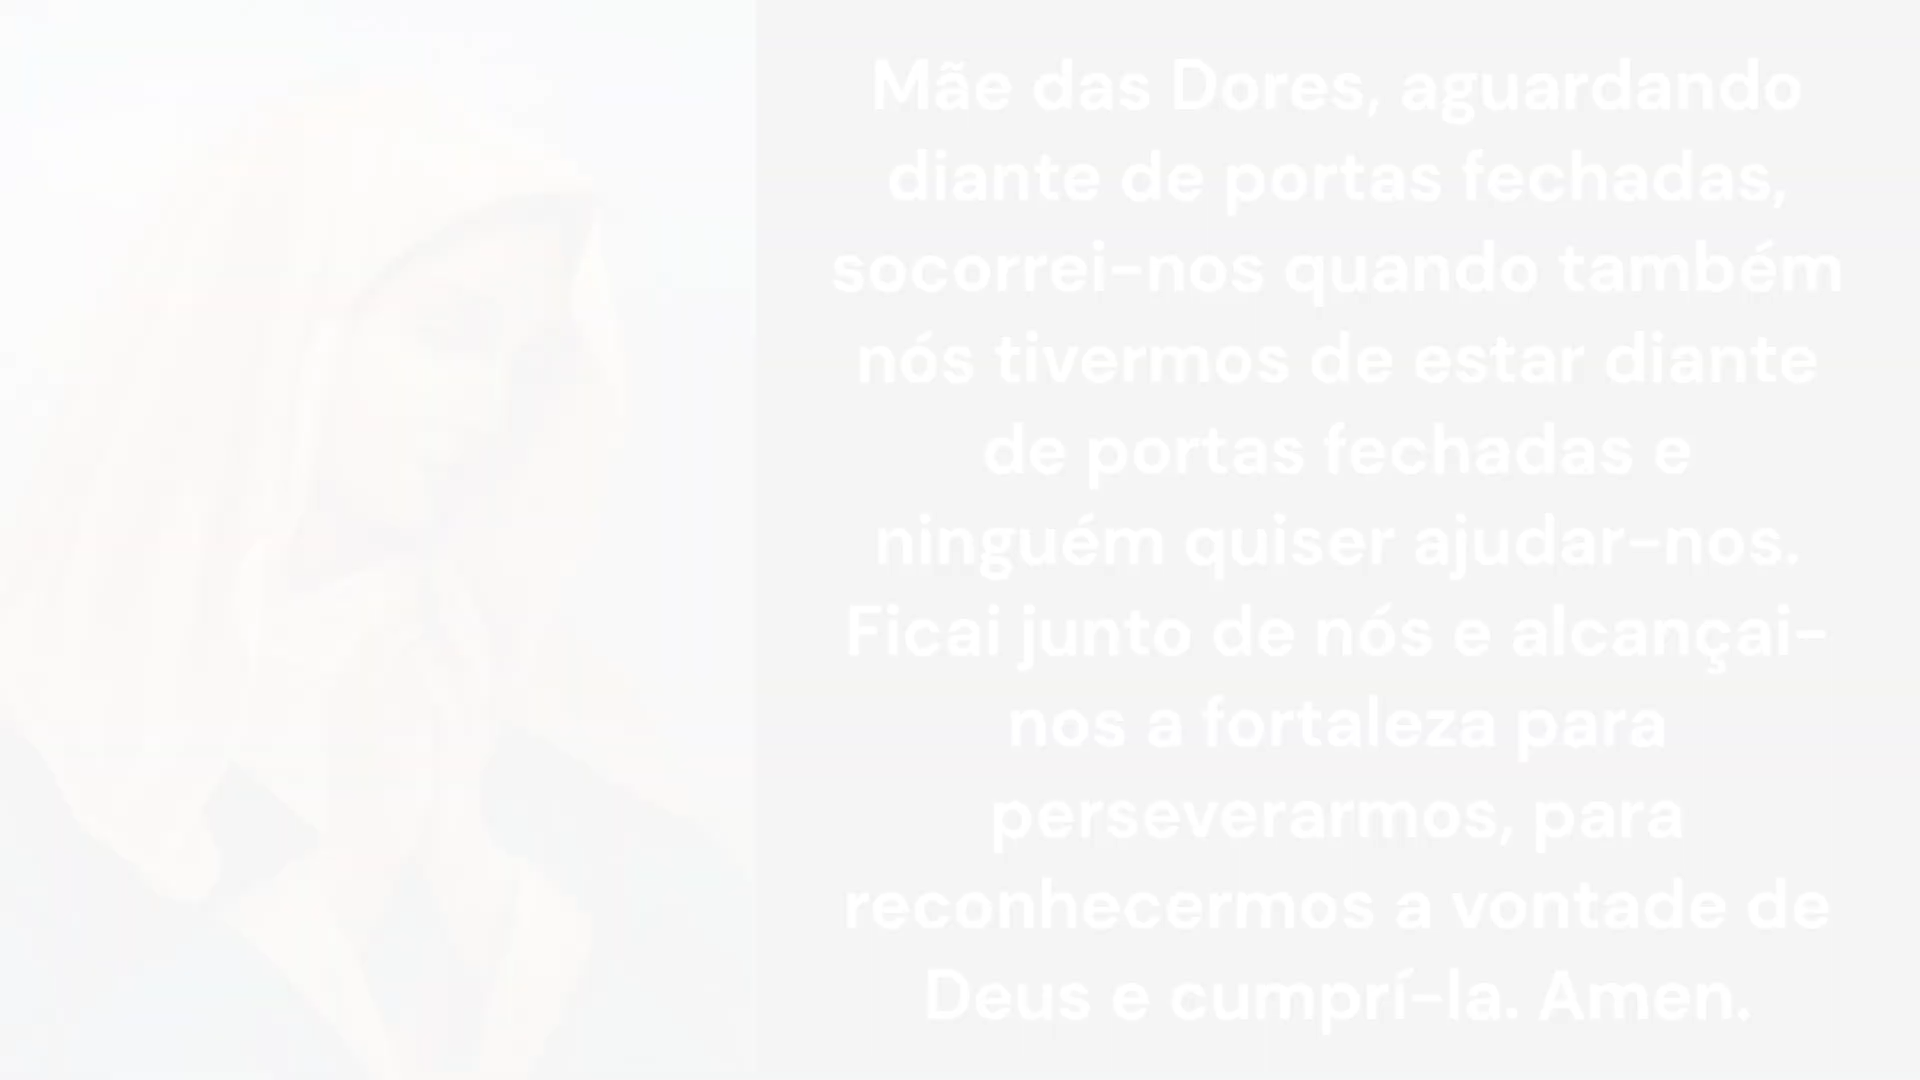 Mãe das Dores, aguardando
diante de portas fechadas,
socorrei-nos quando também
nós tivermos de estar diante
de portas fechadas e
ninguém quiser ajudar-nos.
Ficai junto de nós e alcançai-
nos a fortaleza para
perseverarmos, para
reconhecermos a vontade de
Deus e cumprí-la. Amen.